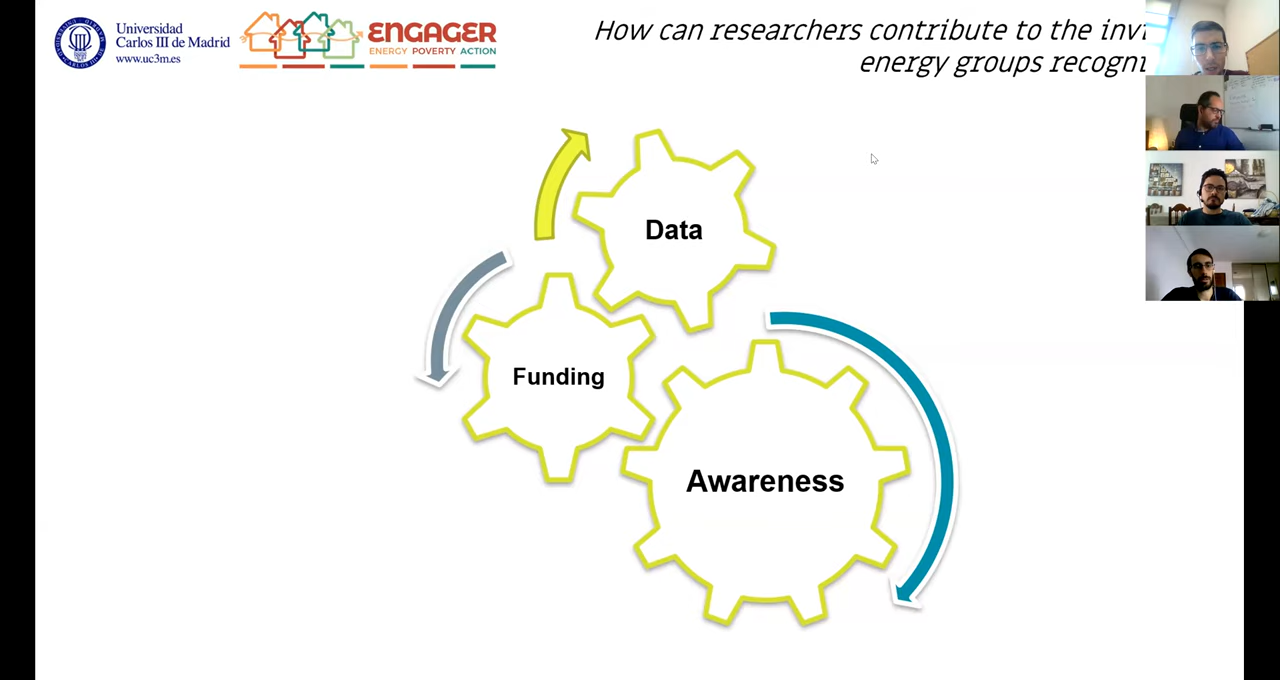 Universidad
Carlos III de Madrid
www.uc3m.es
ENGAGER
ENERGY POVERTY ACTION
How can researchers contribute to the
energy groups
Data
Funding
Awareness